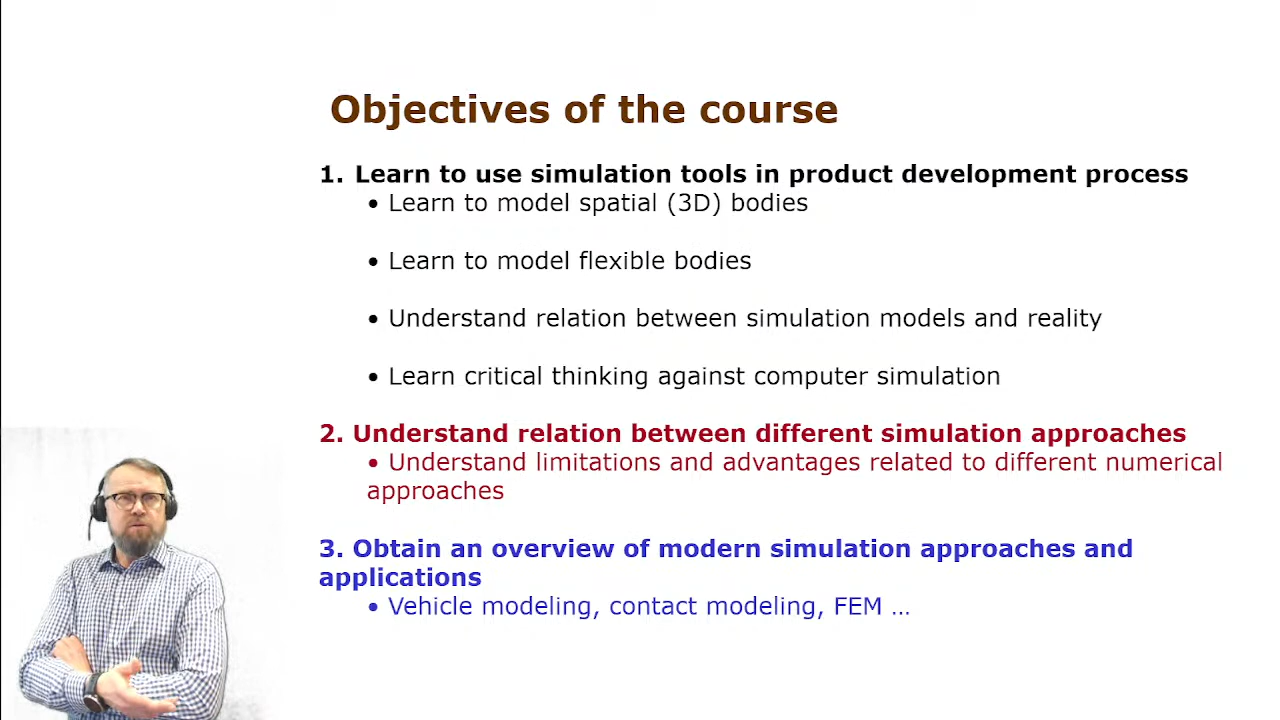 Objectives of the course
1. Learn to use simulation tools in product development process
• Learn to model spatial (3D) bodies
• Learn to model flexible bodies
• Understand relation between simulation models and reality
• Learn critical thinking against computer simulation
2. Understand relation between different simulation approaches
• Understand limitations and advantages related to different numerical
approaches
3. Obtain an overview of modern simulation approaches and
applications
• Vehicle modeling, contact modeling, FEM …